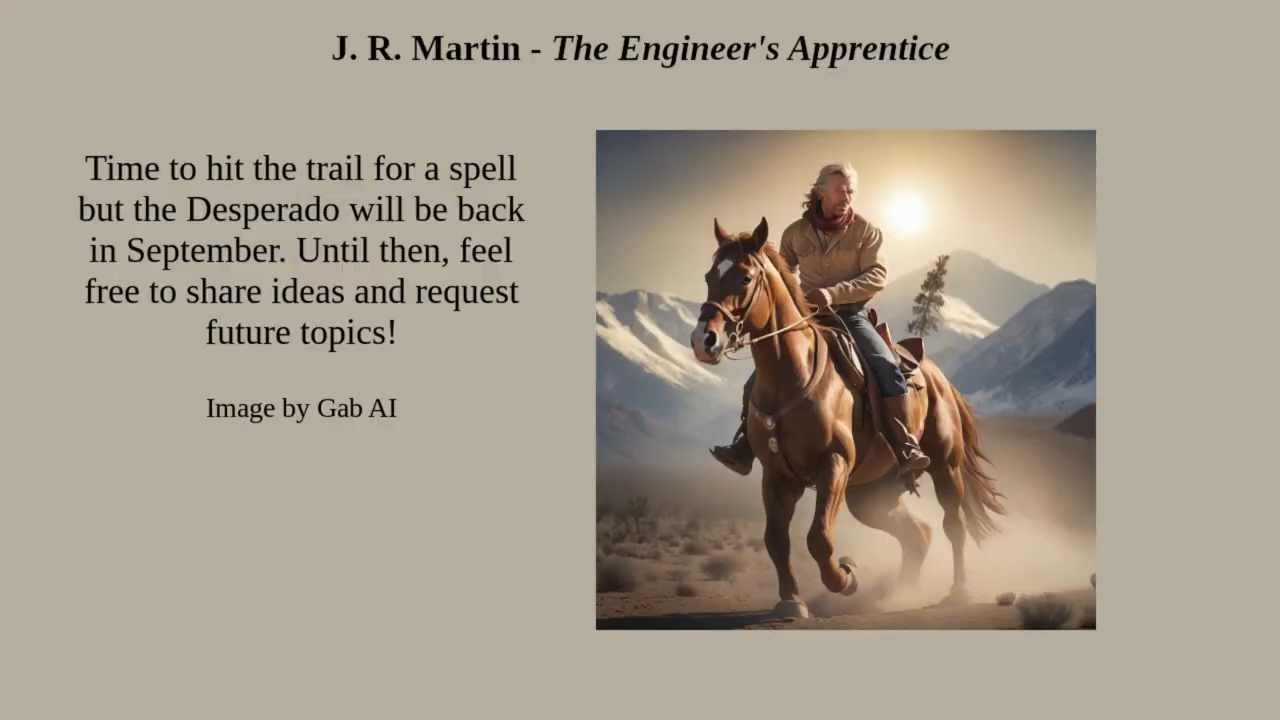 J. R. Martin - The Engineer's Apprentice
Time to hit the trail for a spell
but the Desperado will be back
in September. Until then, feel
free to share ideas and request
future topics!
Image by Gab AI